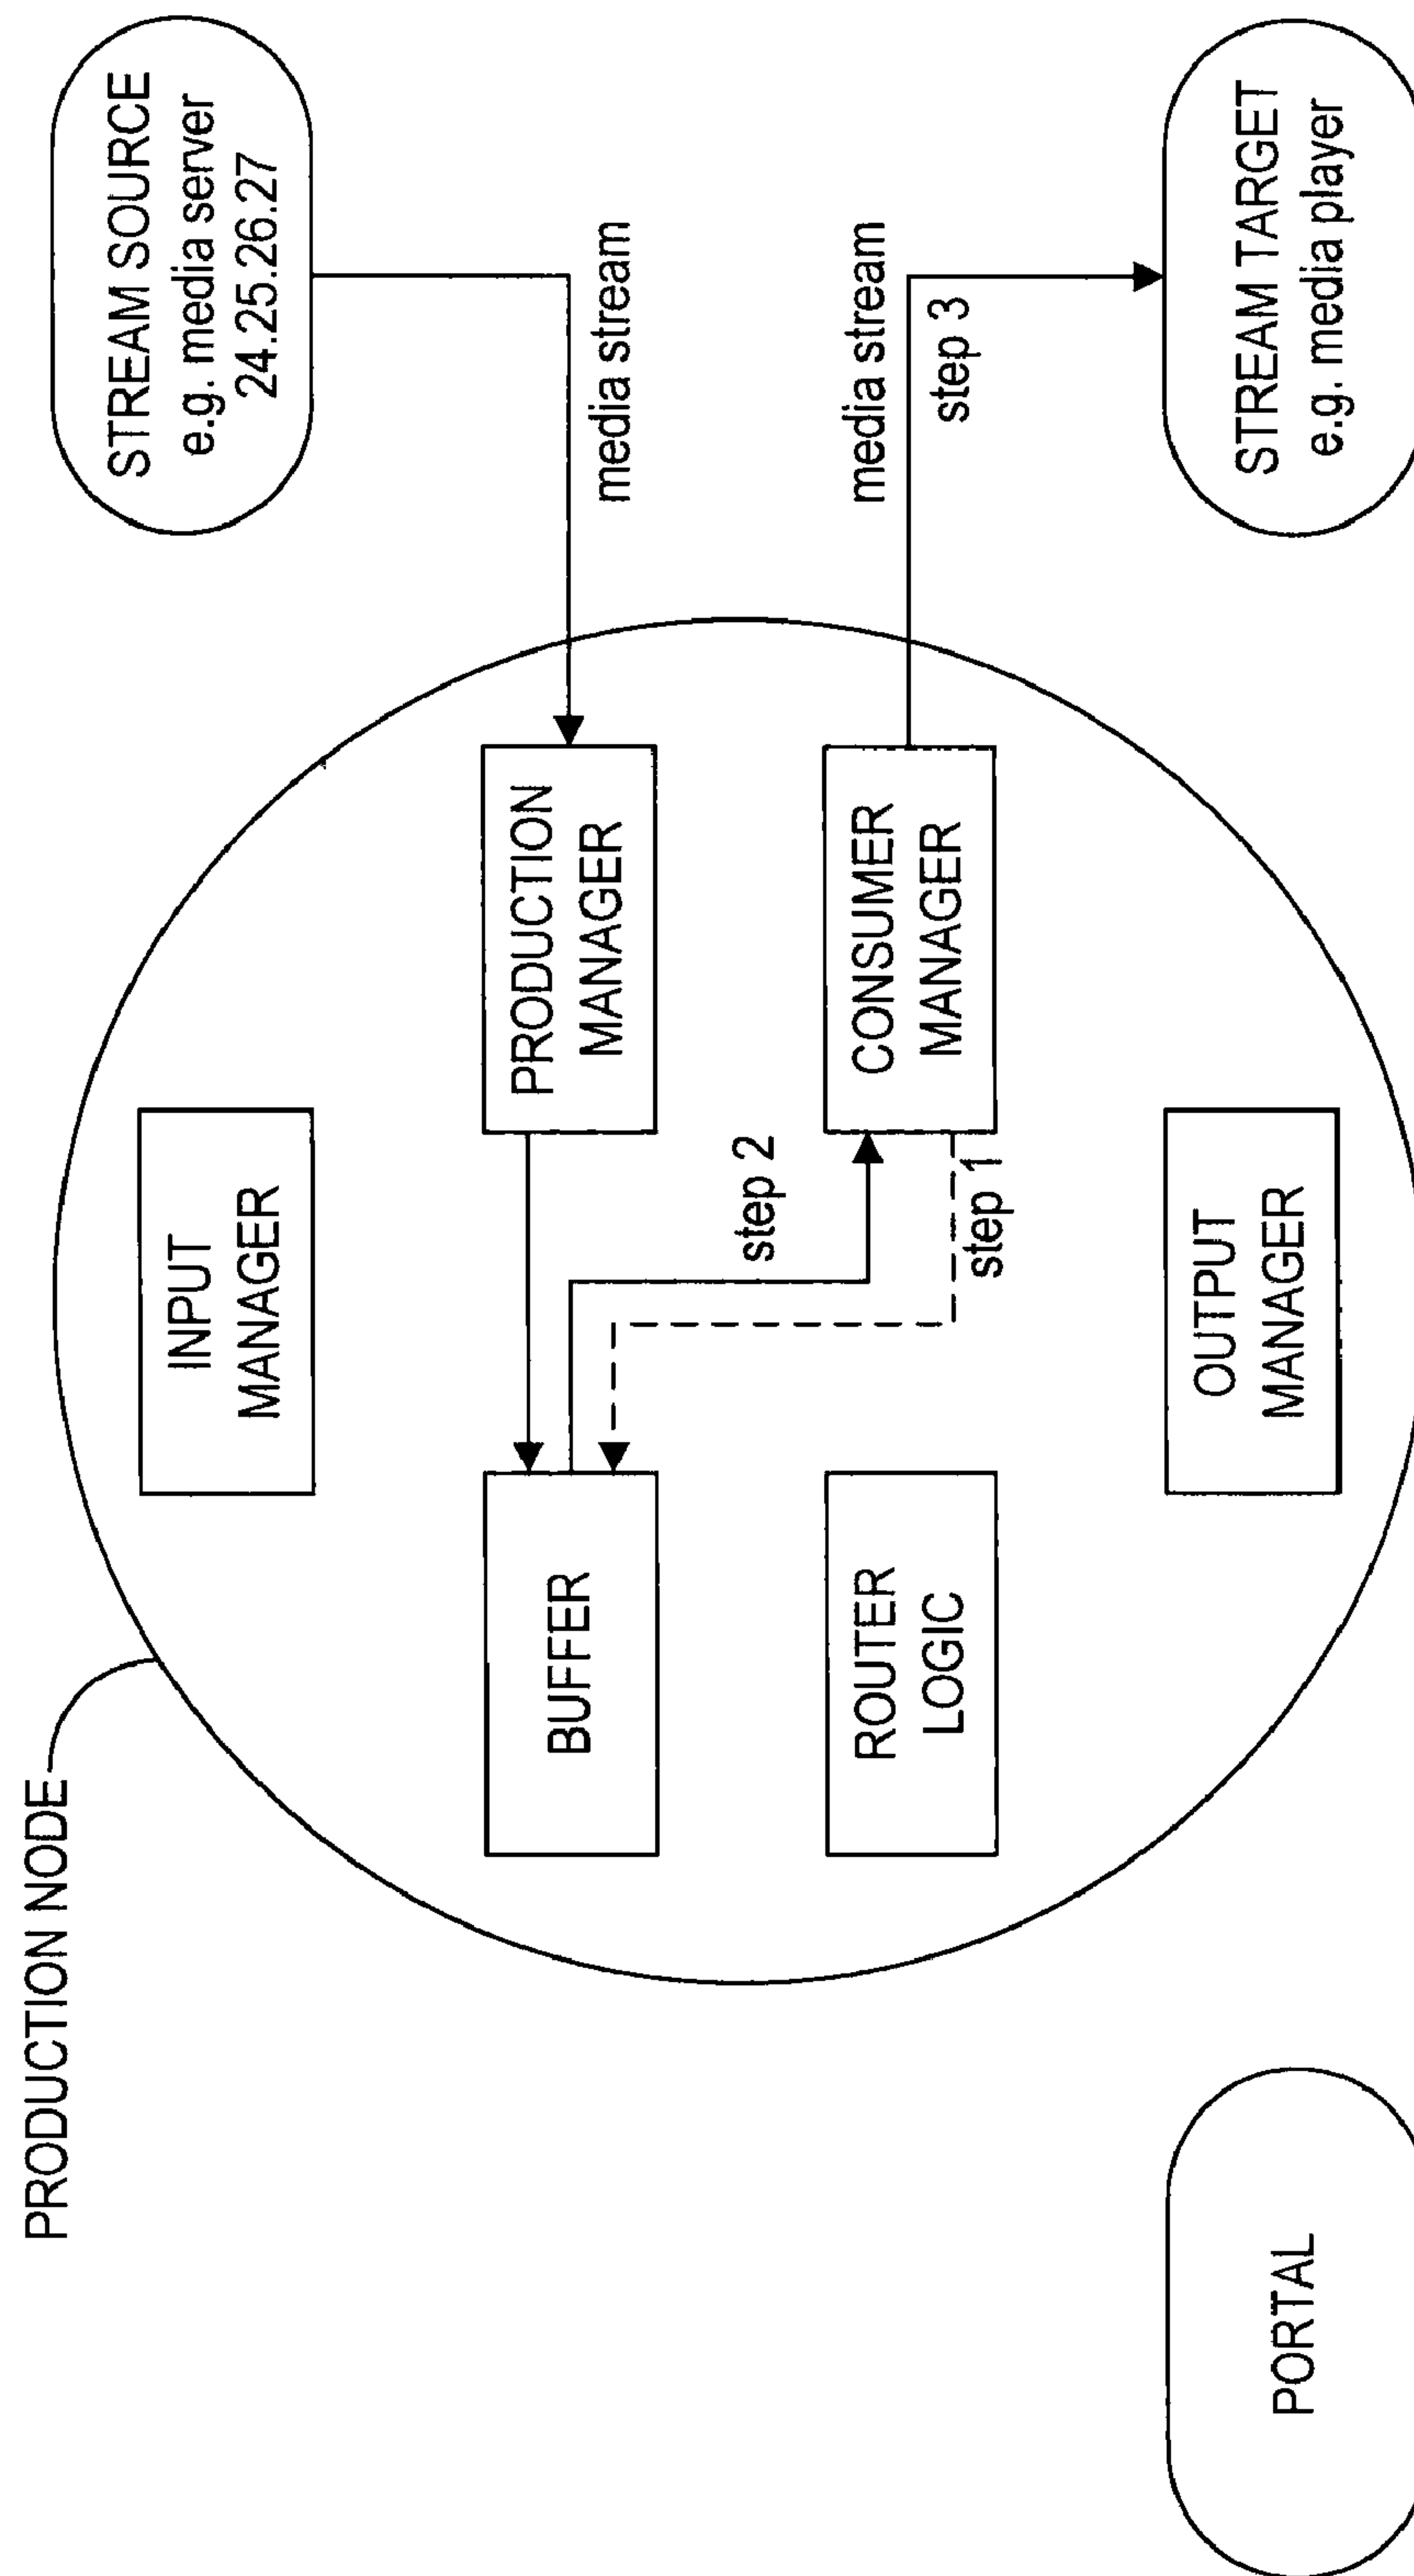 PRODUCTION NODE
STREAM SOURCE
e.g. media server
24.25.26.27
INPUT
MANAGER
BUFFER
PRODUCTION
MANAGER
media stream
step 2
ROUTER
LOGIC
CONSUMER
MANAGER
step 1
media stream
step 3
PORTAL
OUTPUT
MANAGER
STREAM TARGET
e.g. media player